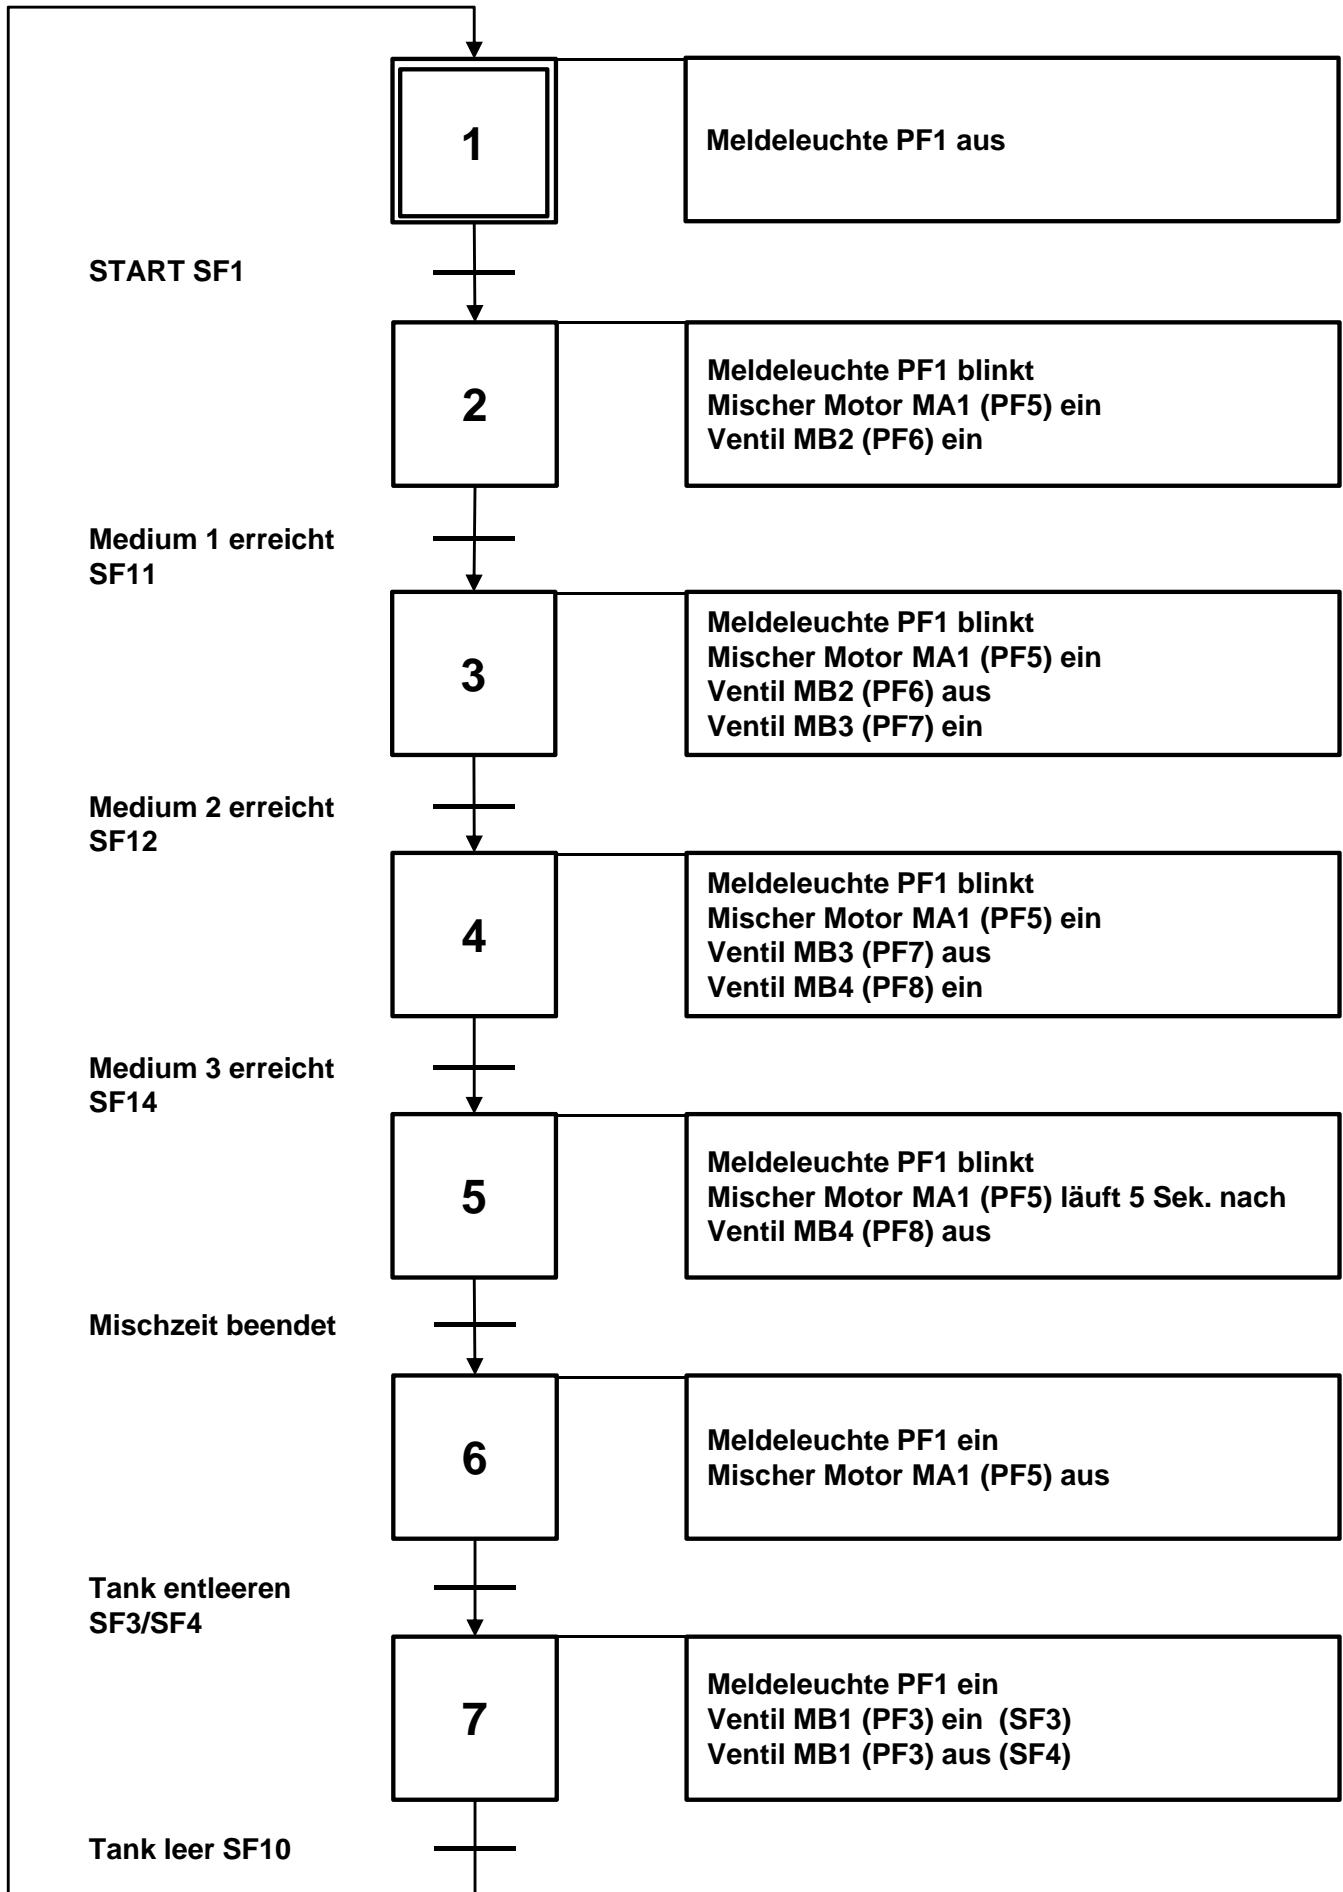 1
Meldeleuchte PF1 aus
START SF1
2
Meldeleuchte PF1 blinkt
Mischer Motor MA1 (PF5) ein
Ventil MB2 (PF6) ein
Medium 1 erreicht
SF11
3
Meldeleuchte PF1 blinkt
Mischer Motor MA1 (PF5) ein
Ventil MB2 (PF6) aus
Ventil MB3 (PF7) ein
Medium 2 erreicht
SF12
4
Meldeleuchte PF1 blinkt
Mischer Motor MA1 (PF5) ein
Ventil MB3 (PF7) aus
Ventil MB4 (PF8) ein
Medium 3 erreicht
SF14
5
Meldeleuchte PF1 blinkt
Mischer Motor MA1 (PF5) läuft 5 Sek. nach
Ventil MB4 (PF8) aus
Mischzeit beendet
6
Meldeleuchte PF1 ein
Mischer Motor MA1 (PF5) aus
Tank entleeren
SF3/SF4
7
Meldeleuchte PF1 ein
Ventil MB1 (PF3) ein  (SF3)
Ventil MB1 (PF3) aus (SF4)
Tank leer SF10